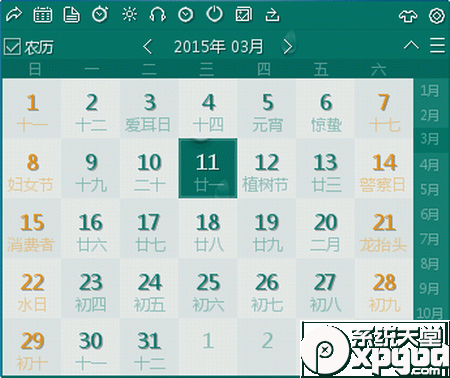 农历 2015年 03月
日 一 二 三 四 五 六
1 2 3 4 5 6 7
十一 十二 爱耳日 十四 元宵 惊蛰 十七
8 9 10 11 12 13 14
妇女节 十九 二十 廿一 植树节 廿三 警察日
15 16 17 18 19 20 21
消费者 廿六 廿七 廿八 廿九 二月 龙抬头
22 23 24 25 26 27 28
水日 初四 初五 初六 初七 初八 初九
29 30 31 1 2
初十 十一 十二
1月
2月
3月
4月
5月
6月
7月
8月
9月
10月
系统天堂